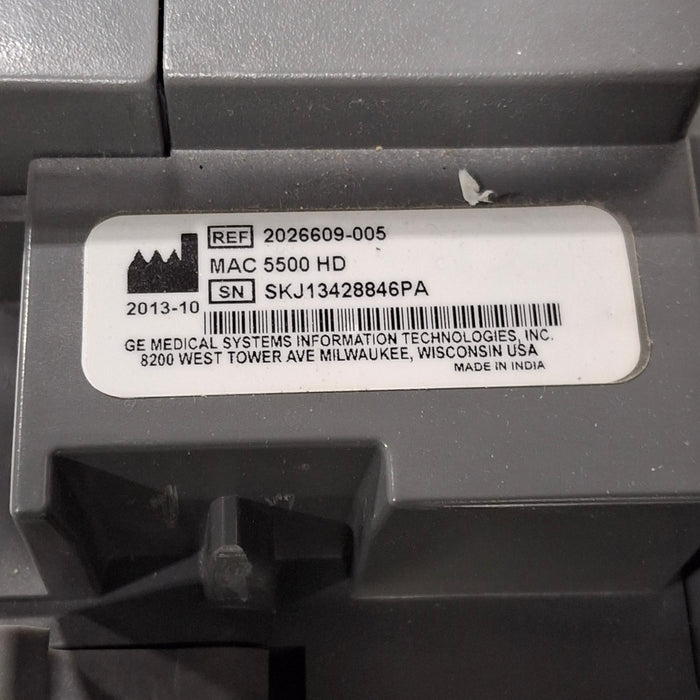 REF 2026609-005
MAC 5500 HD
SN SKJ13428846PA
2013-10
GE MEDICAL SYSTEMS INFORMATION TECHNOLOGIES, INC.
8200 WEST TOWER AVE MILWAUKEE, WISCONSIN USA
MADE IN INDIA